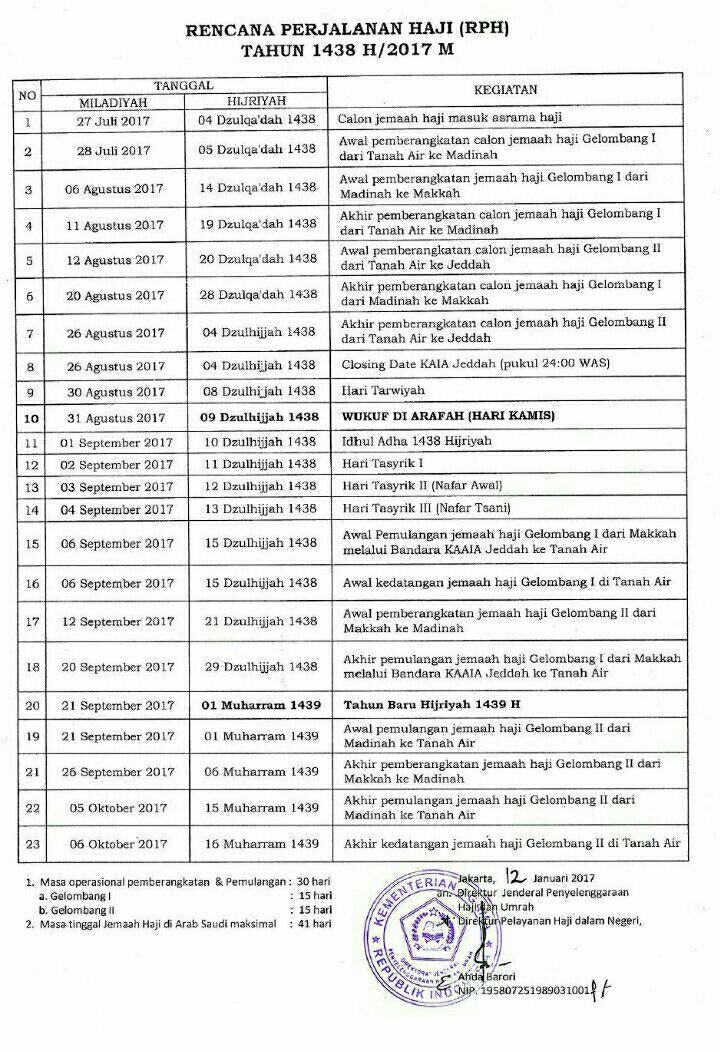 RENCANA PERJALANAN HAJI (RPH)
TAHUN 1438 H/2017 M
NO TANGGAL KEGIATAN
MILADIYAH HIJRIYAH
1 27 Juli 2017 04 Dzulqa'dah 1438 Calon jemaah haji masuk asrama haji
2 28 Juli 2017 05 Dzulqa'dah 1438 Awal pemberangkatan calon jemaah haji Gelombang I
dari Tanah Air ke Madinah
3 06 Agustus 2017 14 Dzulqa'dah 1438 Awal pemberangkatan jemaah haji Gelombang I dari
Madinah ke Makkah
4 11 Agustus 2017 19 Dzulqa'dah 1438 Akhir pemberangkatan calon jemaah haji Gelombang I
dari Tanah Air ke Madinah
5 12 Agustus 2017 20 Dzulqa'dah 1438 Awal pemberangkatan calon jemaah haji Gelombang II
dari Tanah Air ke Jeddah
6 20 Agustus 2017 28 Dzulqa'dah 1438 Akhir pemberangkatan calon jemaah haji Gelombang I
dari Madinah ke Makkah
7 26 Agustus 2017 04 Dzulhijjah 1438 Akhir pemberangkatan calon jemaah haji Gelombang II
dari Tanah Air ke Jeddah
8 26 Agustus 2017 04 Dzulhijjah 1438 Closing Date KAIA Jeddah (pukul 24:00 WAS)
9 30 Agustus 2017 08 Dzulhijjah 1438 Hari Tarwiyah
10 31 Agustus 2017 09 Dzulhijjah 1438 WUKUF DI ARAFAH (HARI KAMIS)
11 01 September 2017 10 Dzulhijjah 1438 Idhul Adha 1438 Hijriyah
12 02 September 2017 11 Dzulhijjah 1438 Hari Tasyrik I
13 03 September 2017 12 Dzulhijjah 1438 Hari Tasyrik II (Nafar Awal)
14 04 September 2017 13 Dzulhijjah 1438 Hari Tasyrik III (Nafar Tsani)
15 06 September 2017 15 Dzulhijjah 1438 Awal Pemulangan jemaah haji Gelombang I dari Makkah
melalui Bandara KAAIA Jeddah ke Tanah Air
16 06 September 2017 15 Dzulhijjah 1438 Awal kedatangan jemaah haji Gelombang I di Tanah Air
17 12 September 2017 21 Dzulhijjah 1438 Awal pemberangkatan jemaah haji Gelombang II dari
Makkah ke Madinah
18 20 September 2017 29 Dzulhijjah 1438 Akhir pemulangan jemaah haji Gelombang I dari Makkah
melalui Bandara KAAIA Jeddah ke Tanah Air
20 21 September 2017 01 Muharram 1439 Tahun Baru Hijriyah 1439 H
19 21 September 2017 01 Muharram 1439 Awal pemulangan jemaah haji Gelombang II dari
Madinah ke Tanah Air
21 26 September 2017 06 Muharram 1439 Akhir pemberangkatan jemaah haji Gelombang II dari
Makkah ke Madinah
22 05 Oktober 2017 15 Muharram 1439 Akhir pemulangan jemaah haji Gelombang II dari
Madinah ke Tanah Air
23 06 Oktober 2017 16 Muharram 1439 Akhir kedatangan jemaah haji Gelombang II di Tanah Air
1. Masa operasional pemberangkatan & Pemulangan : 30 hari
a. Gelombang I : 15 hari
b. Gelombang II : 15 hari
2. Masa tinggal Jemaah Haji di Arab Saudi maksimal : 41 hari
Jakarta, 12 Januari 2017
an. Direktur Jenderal Penyelenggaraan
Haji dan Umrah
Direktur Pelayanan Haji dalam Negeri,
Ahda Barori
NIP. 195807251989031001
KEMENTERIAN
REPUBLIK INDONESIA